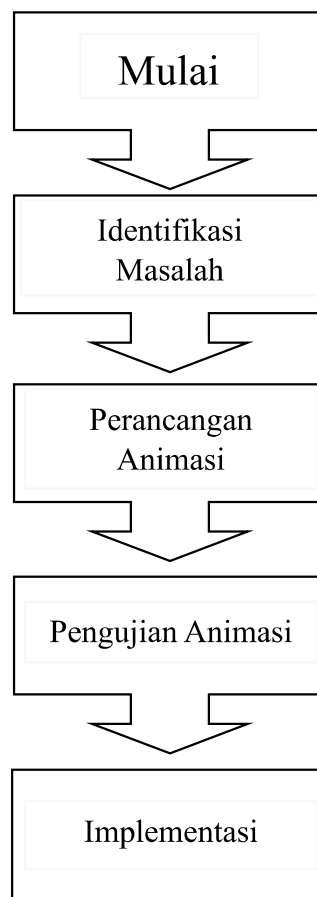 Mulai
Identifikasi
Masalah
Perancangan
Animasi
Pengujian Animasi
Implementasi